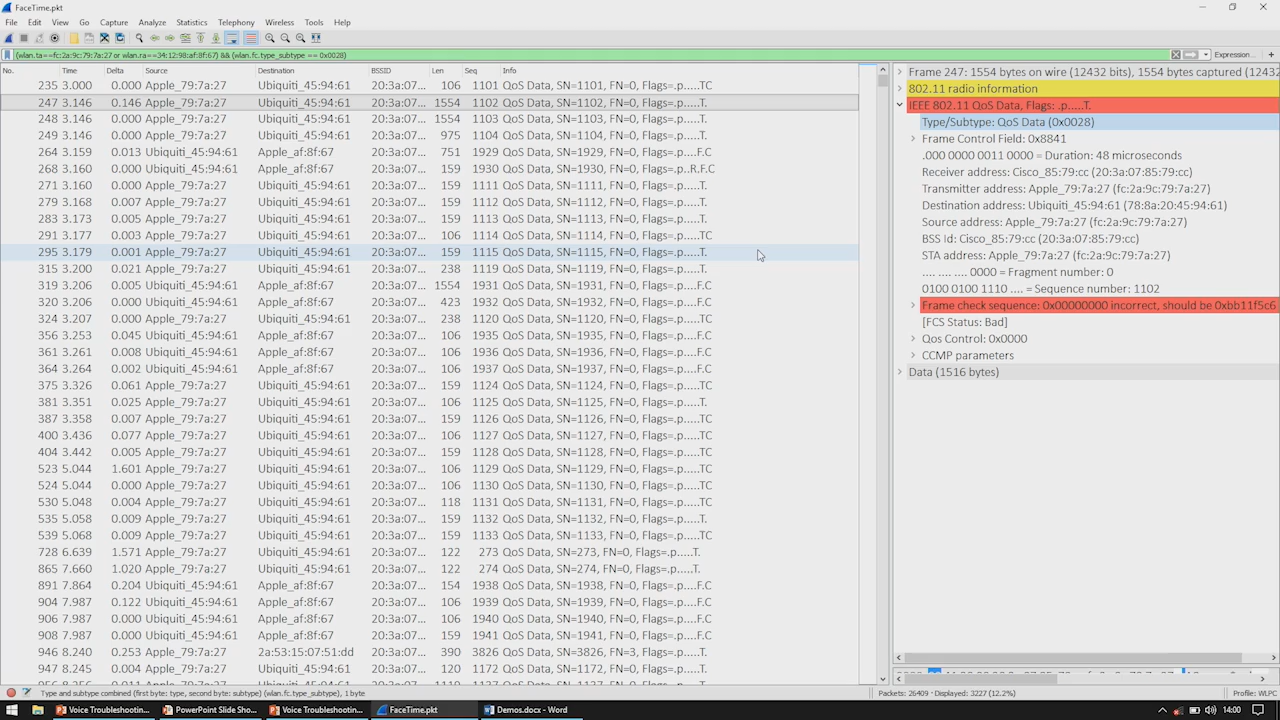 FaceTime.pkt
File Edit View Go Capture Analyze Statistics Telephony Wireless Tools Help
(wlan.ta==fc:2a:9c:79:7a:27 or wlan.ra==34:12:98:af:8f:67) && (wlan.fc.type_subtype == 0x0028) Expression... +
No. Time Delta Source Destination BSSID Len Seq Info
235 3.000 0.000 Apple_79:7a:27 Ubiquiti_45:94:61 20:3a:07... 106 1101 QoS Data, SN=1101, FN=0, Flags=.p.....TC
247 3.146 0.146 Apple_79:7a:27 Ubiquiti_45:94:61 20:3a:07... 1554 1102 QoS Data, SN=1102, FN=0, Flags=.p.....T.
248 3.146 0.000 Apple_79:7a:27 Ubiquiti_45:94:61 20:3a:07... 1554 1103 QoS Data, SN=1103, FN=0, Flags=.p.....T.
249 3.146 0.000 Apple_79:7a:27 Ubiquiti_45:94:61 20:3a:07... 975 1104 QoS Data, SN=1104, FN=0, Flags=.p.....T.
264 3.159 0.013 Ubiquiti_45:94:61 Apple_af:8f:67 20:3a:07... 751 1929 QoS Data, SN=1929, FN=0, Flags=.p....F.C
268 3.160 0.000 Ubiquiti_45:94:61 Apple_af:8f:67 20:3a:07... 159 1930 QoS Data, SN=1930, FN=0, Flags=.p..R.F.C
271 3.160 0.000 Apple_79:7a:27 Ubiquiti_45:94:61 20:3a:07... 106 1111 QoS Data, SN=1111, FN=0, Flags=.p.....T.
279 3.168 0.007 Apple_79:7a:27 Ubiquiti_45:94:61 20:3a:07... 159 1112 QoS Data, SN=1112, FN=0, Flags=.p.....T.
283 3.173 0.005 Apple_79:7a:27 Ubiquiti_45:94:61 20:3a:07... 159 1113 QoS Data, SN=1113, FN=0, Flags=.p.....T.
291 3.177 0.003 Apple_79:7a:27 Ubiquiti_45:94:61 20:3a:07... 106 1114 QoS Data, SN=1114, FN=0, Flags=.p.....TC
295 3.179 0.001 Apple_79:7a:27 Ubiquiti_45:94:61 20:3a:07... 159 1115 QoS Data, SN=1115, FN=0, Flags=.p.....T.
315 3.200 0.021 Apple_79:7a:27 Ubiquiti_45:94:61 20:3a:07... 238 1119 QoS Data, SN=1119, FN=0, Flags=.p.....T.
319 3.206 0.005 Ubiquiti_45:94:61 Apple_af:8f:67 20:3a:07... 1554 1931 QoS Data, SN=1931, FN=0, Flags=.p....F.C
320 3.206 0.000 Ubiquiti_45:94:61 Apple_af:8f:67 20:3a:07... 423 1932 QoS Data, SN=1932, FN=0, Flags=.p....F.C
324 3.207 0.000 Apple_79:7a:27 Ubiquiti_45:94:61 20:3a:07... 238 1120 QoS Data, SN=1120, FN=0, Flags=.p.....T.
356 3.253 0.045 Ubiquiti_45:94:61 Apple_af:8f:67 20:3a:07... 106 1935 QoS Data, SN=1935, FN=0, Flags=.p....F.C
361 3.261 0.008 Ubiquiti_45:94:61 Apple_af:8f:67 20:3a:07... 106 1936 QoS Data, SN=1936, FN=0, Flags=.p....F.C
364 3.264 0.002 Ubiquiti_45:94:61 Apple_af:8f:67 20:3a:07... 159 1937 QoS Data, SN=1937, FN=0, Flags=.p....F.C
375 3.326 0.061 Apple_79:7a:27 Ubiquiti_45:94:61 20:3a:07... 159 1124 QoS Data, SN=1124, FN=0, Flags=.p.....TC
381 3.351 0.025 Apple_79:7a:27 Ubiquiti_45:94:61 20:3a:07... 106 1125 QoS Data, SN=1125, FN=0, Flags=.p.....T.
387 3.358 0.007 Apple_79:7a:27 Ubiquiti_45:94:61 20:3a:07... 159 1126 QoS Data, SN=1126, FN=0, Flags=.p.....TC
400 3.436 0.077 Apple_79:7a:27 Ubiquiti_45:94:61 20:3a:07... 106 1127 QoS Data, SN=1127, FN=0, Flags=.p.....TC
404 3.442 0.005 Apple_79:7a:27 Ubiquiti_45:94:61 20:3a:07... 159 1128 QoS Data, SN=1128, FN=0, Flags=.p.....TC
523 5.044 1.601 Apple_79:7a:27 Ubiquiti_45:94:61 20:3a:07... 106 1129 QoS Data, SN=1129, FN=0, Flags=.p.....TC
524 5.044 0.000 Apple_79:7a:27 Ubiquiti_45:94:61 20:3a:07... 106 1130 QoS Data, SN=1130, FN=0, Flags=.p.....TC
530 5.048 0.004 Apple_79:7a:27 Ubiquiti_45:94:61 20:3a:07... 118 1131 QoS Data, SN=1131, FN=0, Flags=.p.....TC
535 5.058 0.009 Apple_79:7a:27 Ubiquiti_45:94:61 20:3a:07... 159 1132 QoS Data, SN=1132, FN=0, Flags=.p.....T.
539 5.068 0.009 Apple_79:7a:27 Ubiquiti_45:94:61 20:3a:07... 159 1133 QoS Data, SN=1133, FN=0, Flags=.p.....TC
728 6.639 1.571 Apple_79:7a:27 Ubiquiti_45:94:61 20:3a:07... 122 273 QoS Data, SN=273, FN=0, Flags=.p.....T.
865 7.660 1.020 Apple_79:7a:27 Ubiquiti_45:94:61 20:3a:07... 122 274 QoS Data, SN=274, FN=0, Flags=.p.....T.
891 7.864 0.204 Ubiquiti_45:94:61 Apple_af:8f:67 20:3a:07... 154 1938 QoS Data, SN=1938, FN=0, Flags=.p....F.C
904 7.987 0.122 Ubiquiti_45:94:61 Apple_af:8f:67 20:3a:07... 106 1939 QoS Data, SN=1939, FN=0, Flags=.p....F.C
906 7.987 0.000 Ubiquiti_45:94:61 Apple_af:8f:67 20:3a:07... 106 1940 QoS Data, SN=1940, FN=0, Flags=.p....F.C
908 7.987 0.000 Ubiquiti_45:94:61 Apple_af:8f:67 20:3a:07... 159 1941 QoS Data, SN=1941, FN=0, Flags=.p....F.C
946 8.240 0.253 Ubiquiti_45:94:61 2a:53:15:07:51:dd 20:3a:07... 390 3826 QoS Data, SN=3826, FN=3, Flags=.p.....T.
947 8.245 0.004 Apple_79:7a:27 Ubiquiti_45:94:61 20:3a:07... 120 1172 QoS Data, SN=1172, FN=0, Flags=.p.....T.
Frame 247: 1554 bytes on wire (12432 bits), 1554 bytes captured (12432
802.11 radio information
IEEE 802.11 QoS Data, Flags: .p.....T.
Type/Subtype: QoS Data (0x0028)
Frame Control Field: 0x8841
.000 0000 0011 0000 = Duration: 48 microseconds
Receiver address: Cisco_85:79:cc (20:3a:07:85:79:cc)
Transmitter address: Apple_79:7a:27 (fc:2a:9c:79:7a:27)
Destination address: Ubiquiti_45:94:61 (78:8a:20:45:94:61)
Source address: Apple_79:7a:27 (fc:2a:9c:79:7a:27)
BSS Id: Cisco_85:79:cc (20:3a:07:85:79:cc)
STA address: Apple_79:7a:27 (fc:2a:9c:79:7a:27)
.... .... .... 0000 = Fragment number: 0
0100 0100 1110 .... = Sequence number: 1102
Frame check sequence: 0x00000000 incorrect, should be 0xbb11f5c6
[FCS Status: Bad]
Qos Control: 0x0000
CCMP parameters
Data (1516 bytes)
Type and subtype combined (first byte: type, second byte: subtype) (wlan.fc.type_subtype), 1 byte
Packets: 26409 · Displayed: 3227 (12.2%)
Profile: WLPC
Voice Troubleshootin... PowerPoint Slide Sho... Voice Troubleshootin... FaceTime.pkt Demos.docx - Word 14:00